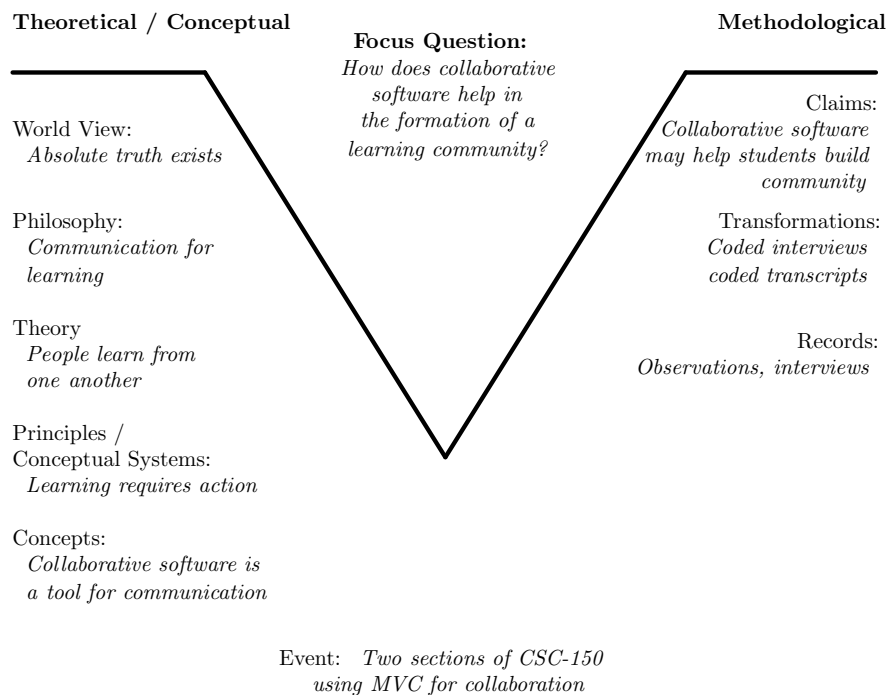 Theoretical / Conceptual
Methodological
Focus Question:
How does collaborative
software help in
the formation of a
learning community?
World View:
Absolute truth exists
Philosophy:
Communication for
learning
Theory
People learn from
one another
Principles /
Conceptual Systems:
Learning requires action
Concepts:
Collaborative software is
a tool for communication
Claims:
Collaborative software
may help students build
community
Transformations:
Coded interviews
coded transcripts
Records:
Observations, interviews
Event: Two sections of CSC-150
using MVC for collaboration